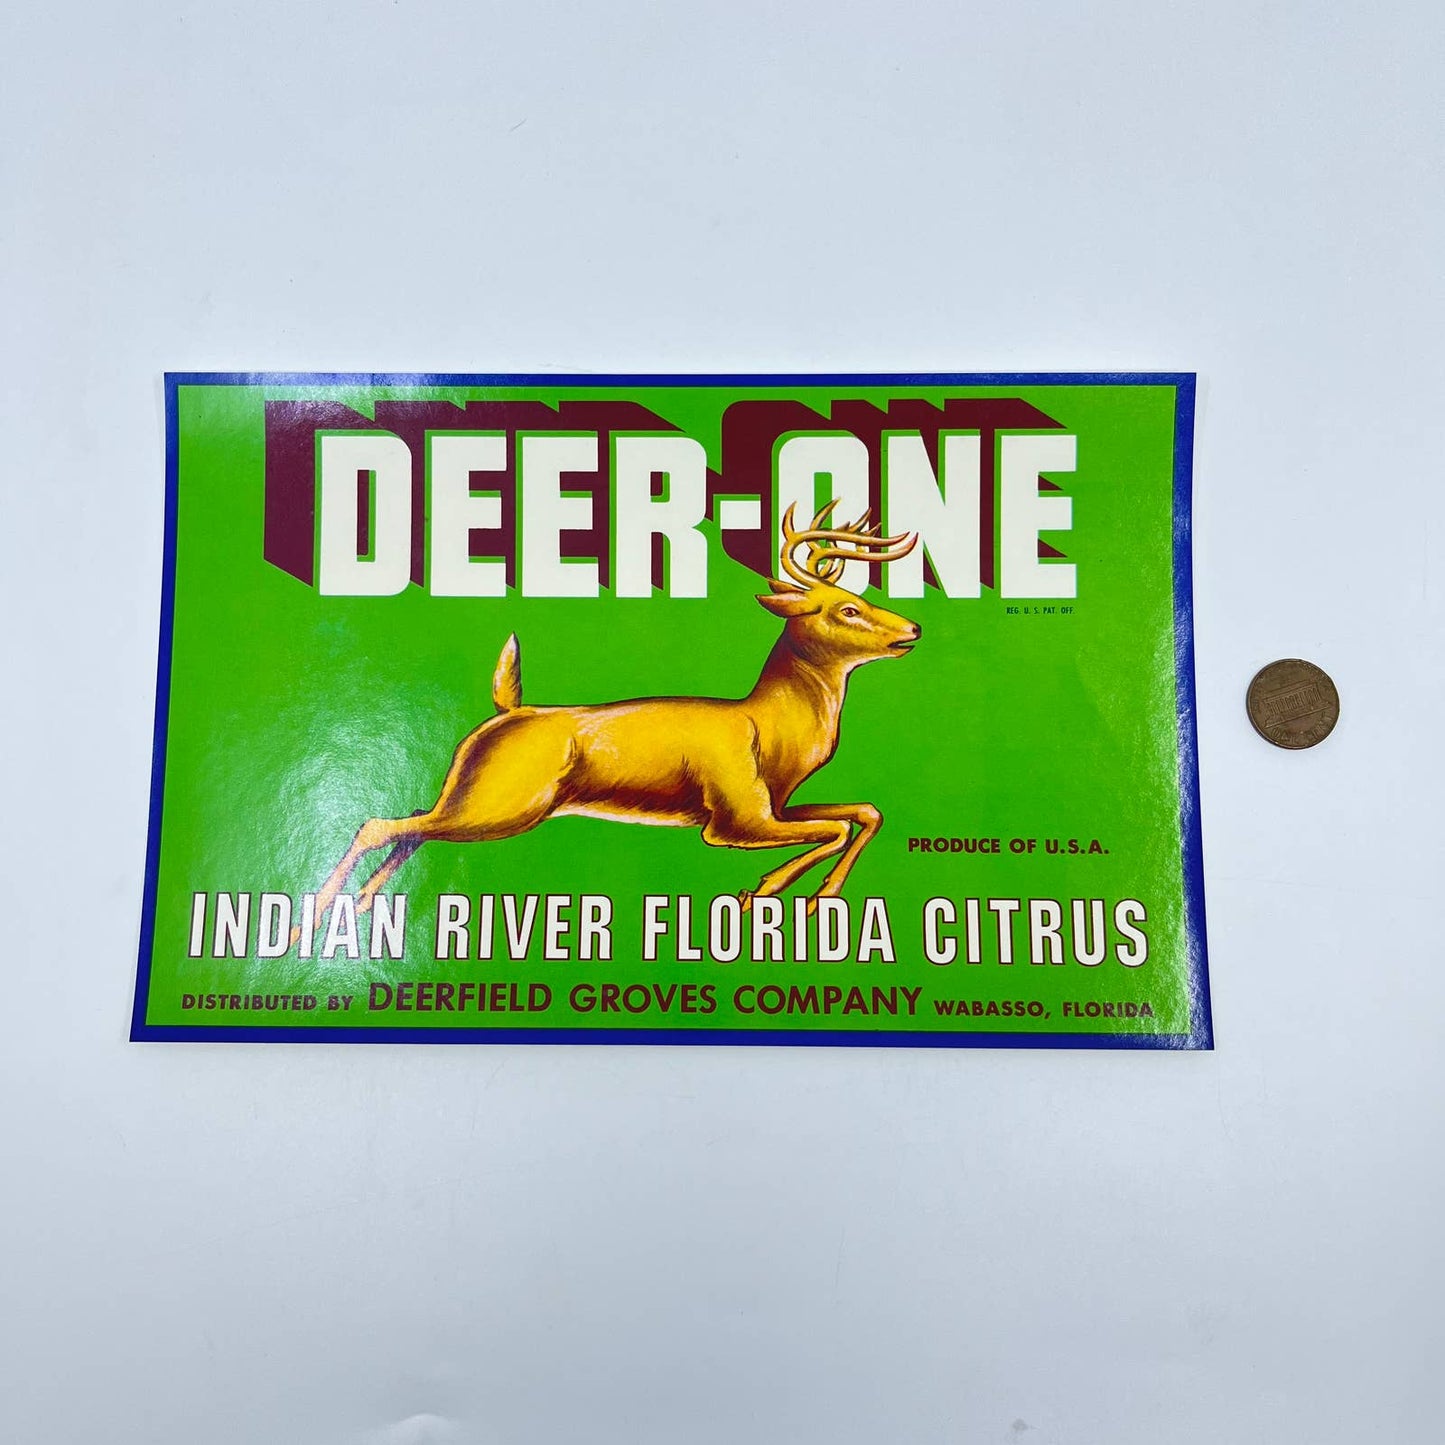 DEER-ONE
REG. U. S. PAT. OFF.
PRODUCE OF U.S.A.
INDIAN RIVER FLORIDA CITRUS
DISTRIBUTED BY DEERFIELD GROVES COMPANY WABASSO, FLORIDA